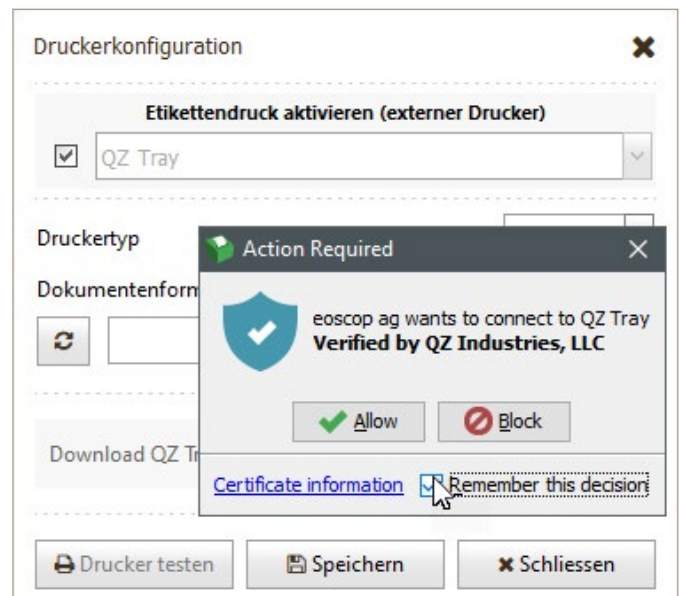 Druckerkonfiguration
Etikettendruck aktivieren (externer Drucker)
QZ Tray
Druckertyp
Action Required
Dokumentenform
eoscop ag wants to connect to QZ Tray
Verified by QZ Industries, LLC
Allow
Block
Download QZ Tr
Certificate information
Remember this decision
Drucker testen
Speichern
Schliessen